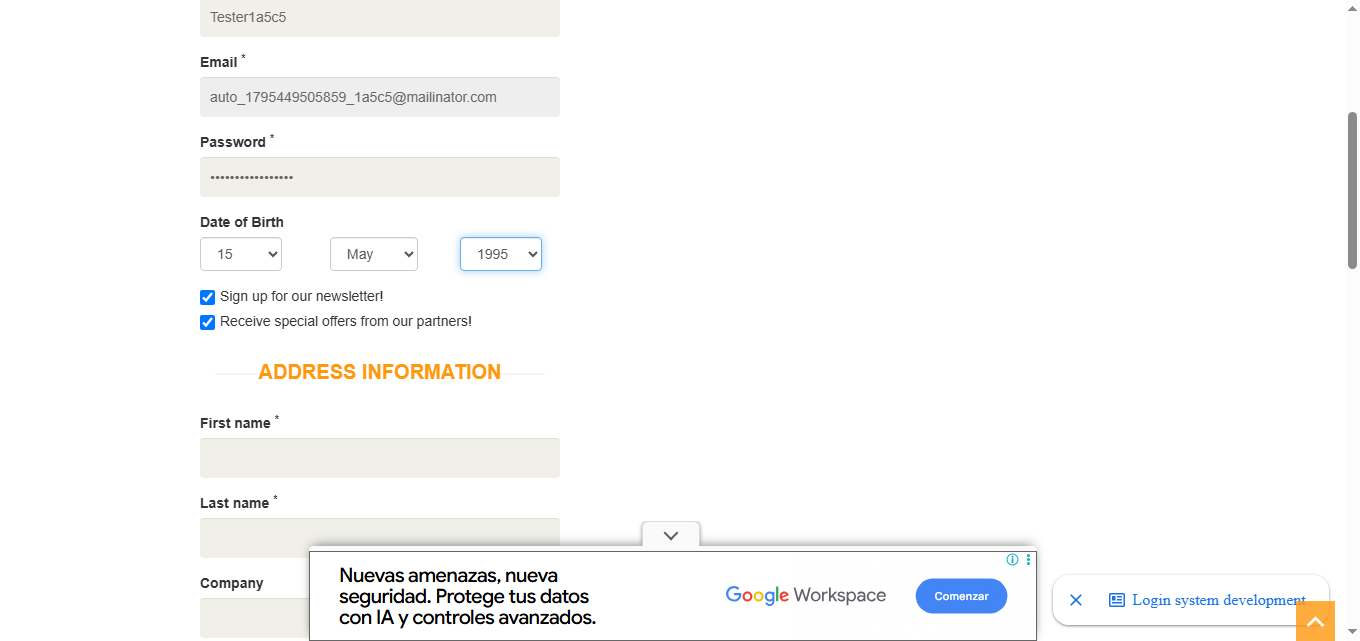 Tester1a5c5
Email *
auto_1795449505859_1a5c5@mailinator.com
Password *
•••••••••••••••••
Date of Birth
15 May 1995
Sign up for our newsletter!
Receive special offers from our partners!
ADDRESS INFORMATION
First name *
Last name *
Company
Nuevas amenazas, nueva
seguridad. Protege tus datos
con IA y controles avanzados.
Google Workspace
Comenzar
Login system development